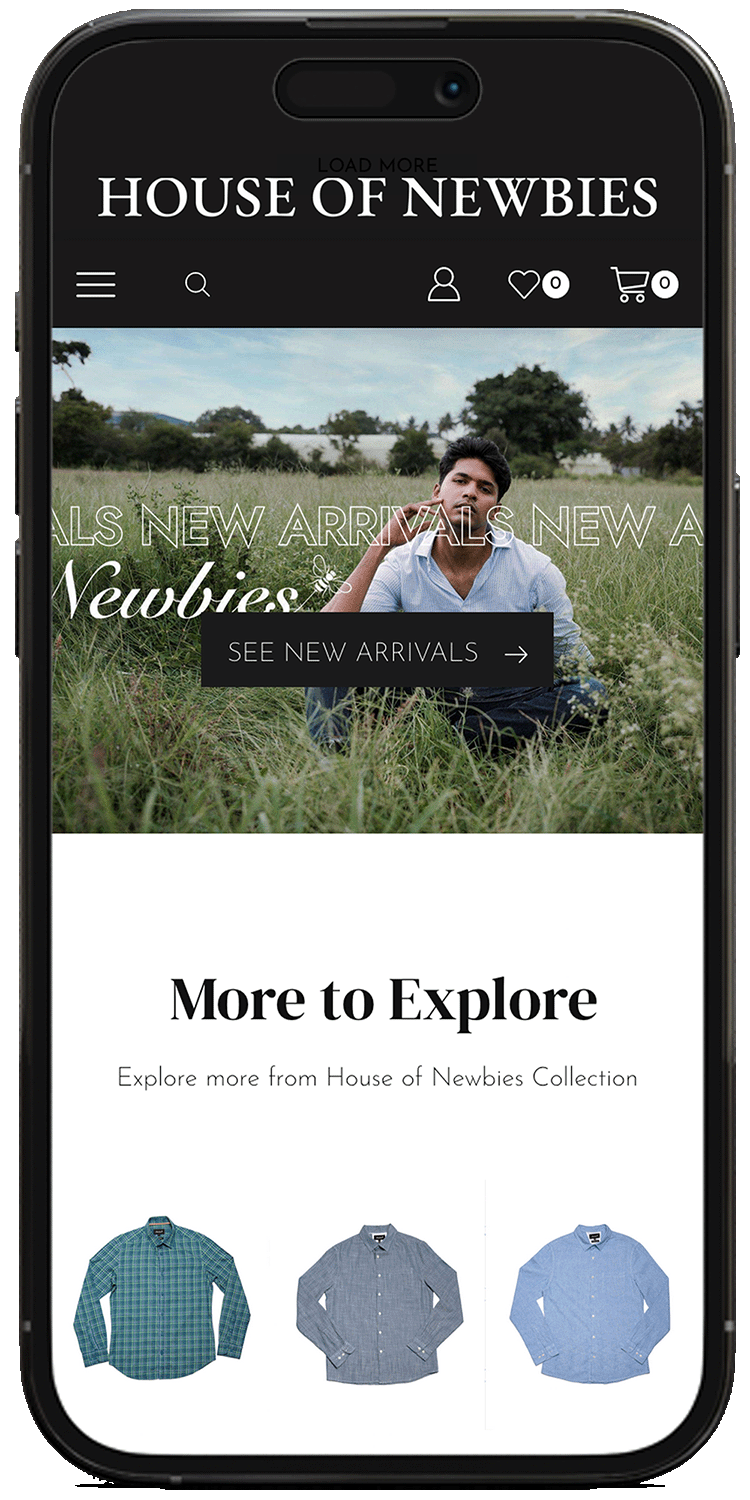 LOAD MORE
HOUSE OF NEWBIES
0
0
ALS NEW ARRIVALS NEW A
Newbies
SEE NEW ARRIVALS
More to Explore
Explore more from House of Newbies Collection